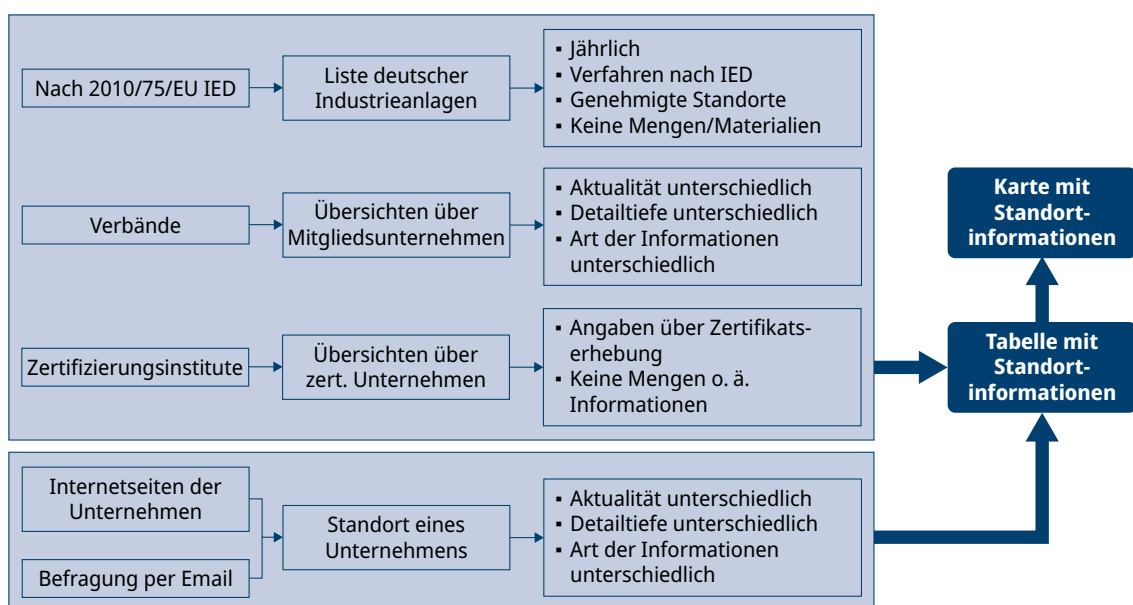 Nach 2010/75/EU IED
Liste deutscher
Industrieanlagen
▪ Jährlich
▪ Verfahren nach IED
▪ Genehmigte Standorte
▪ Keine Mengen/Materialien
Verbände
Übersichten über
Mitgliedsunternehmen
▪ Aktualität unterschiedlich
▪ Detailtiefe unterschiedlich
▪ Art der Informationen
unterschiedlich
Zertifizierungsinstitute
Übersichten über
zert. Unternehmen
▪ Angaben über Zertifikats-
erhebung
▪ Keine Mengen o. ä.
Informationen
Karte mit
Standort-
informationen
Tabelle mit
Standort-
informationen
Internetseiten der
Unternehmen
Befragung per Email
Standort eines
Unternehmens
▪ Aktualität unterschiedlich
▪ Detailtiefe unterschiedlich
▪ Art der Informationen
unterschiedlich